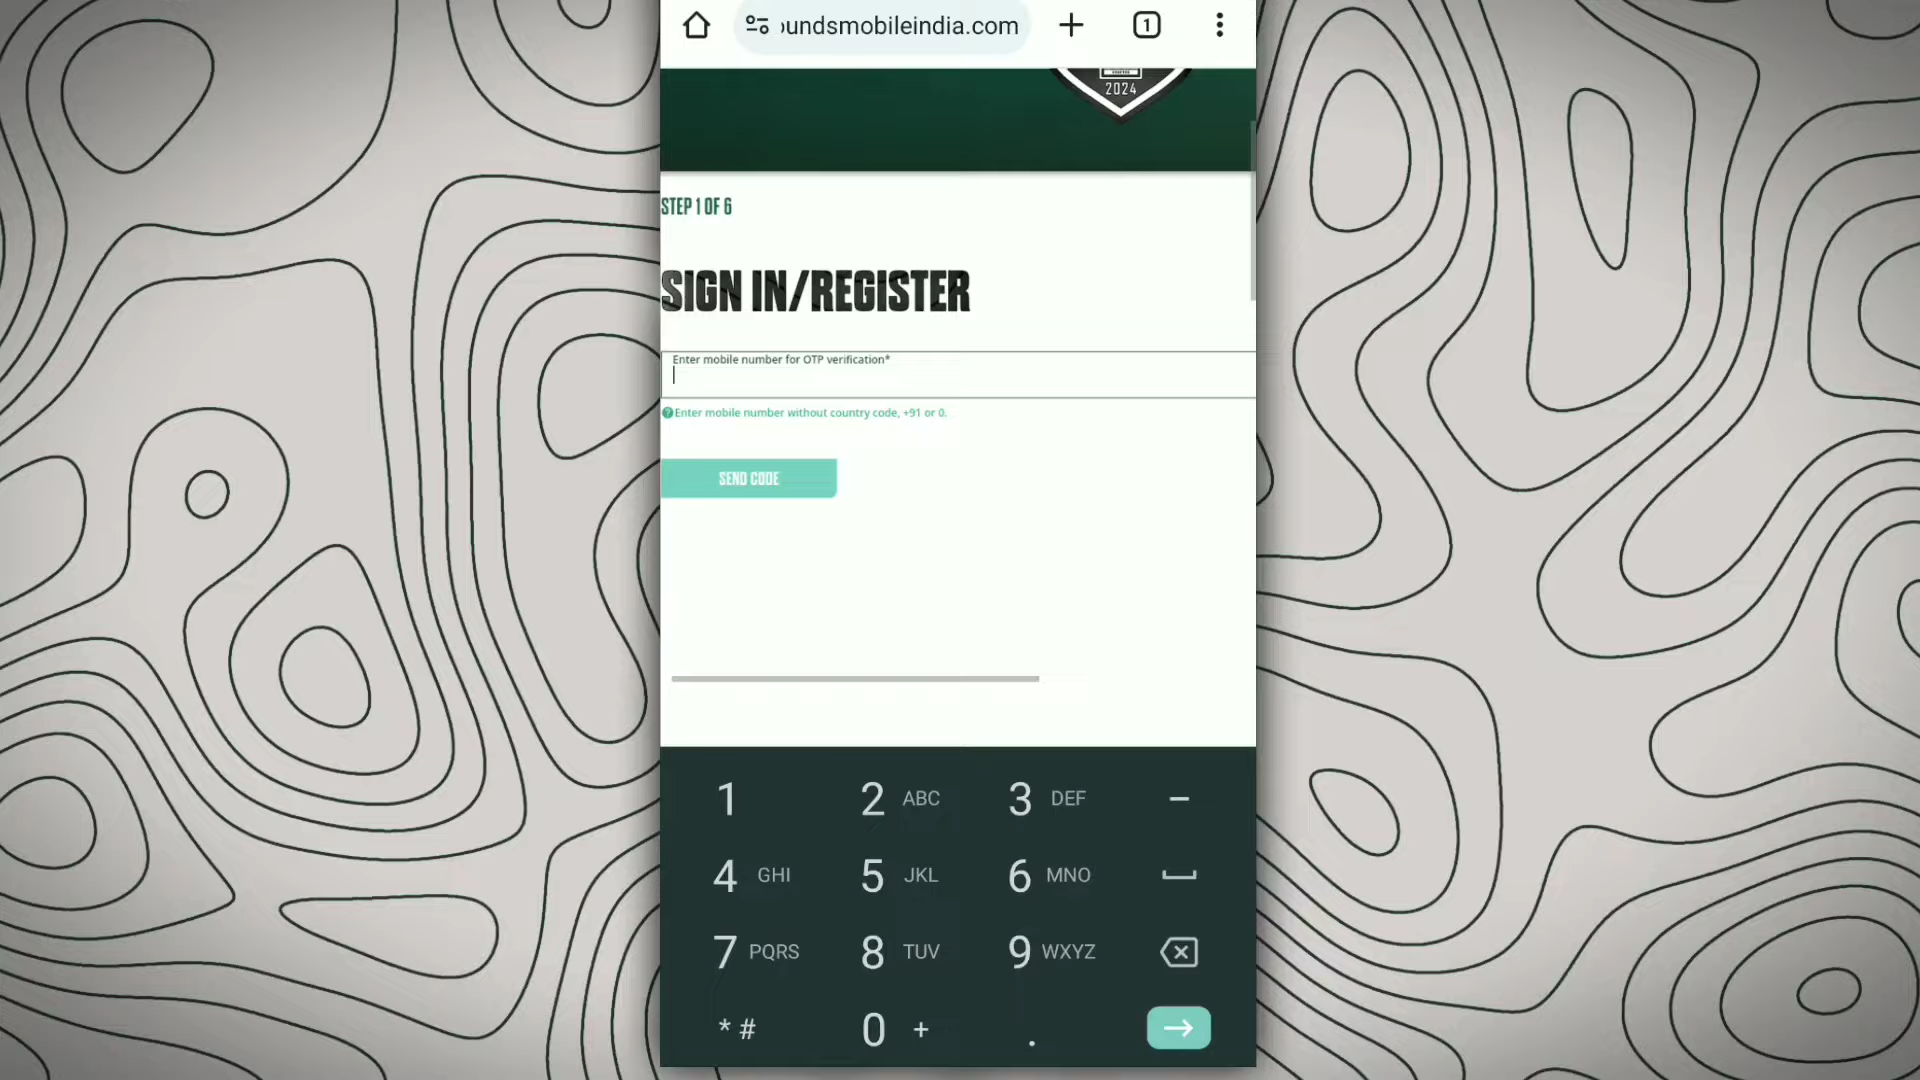 undsmobileindia.com
1
2024
STEP 1 OF 6
SIGN IN/REGISTER
Enter mobile number for OTP verification*
Enter mobile number without country code, +91 or 0.
SEND CODE
1 2 ABC 3 DEF –
4 GHI 5 JKL 6 MNO
7 PQRS 8 TUV 9 WXYZ
* # 0 + .